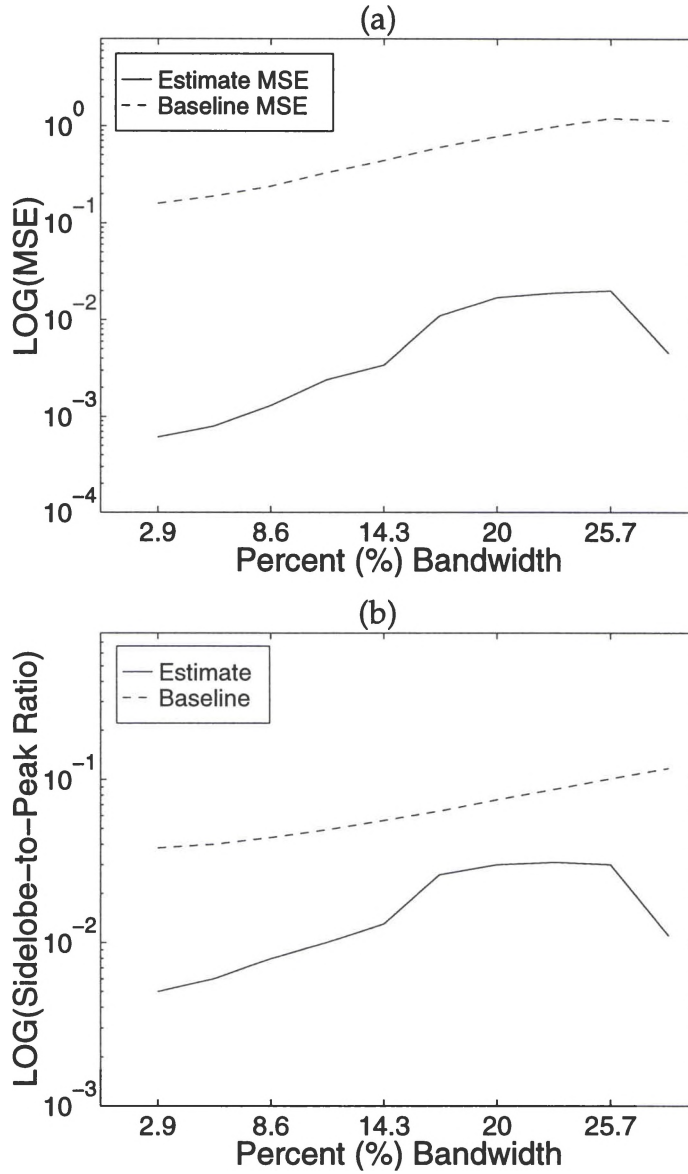 (a)
Estimate MSE
Baseline MSE
10^0
10^-1
10^-2
10^-3
10^-4
LOG(MSE)
2.9 8.6 14.3 20 25.7
Percent (%) Bandwidth
(b)
Estimate
Baseline
10^-1
10^-2
10^-3
LOG(Sidelobe-to-Peak Ratio)
2.9 8.6 14.3 20 25.7
Percent (%) Bandwidth